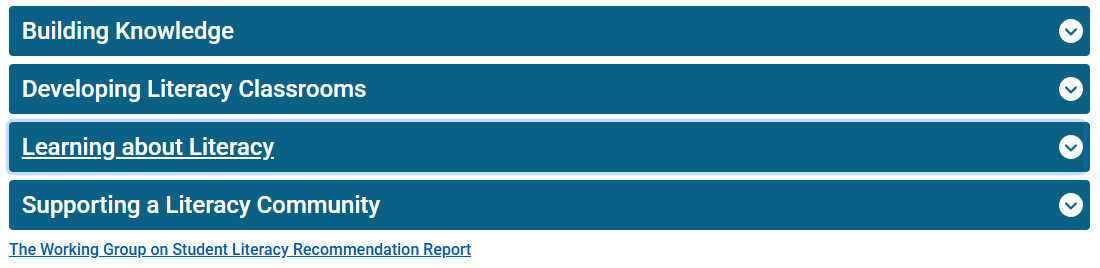 Building Knowledge
Developing Literacy Classrooms
Learning about Literacy
Supporting a Literacy Community
The Working Group on Student Literacy Recommendation Report